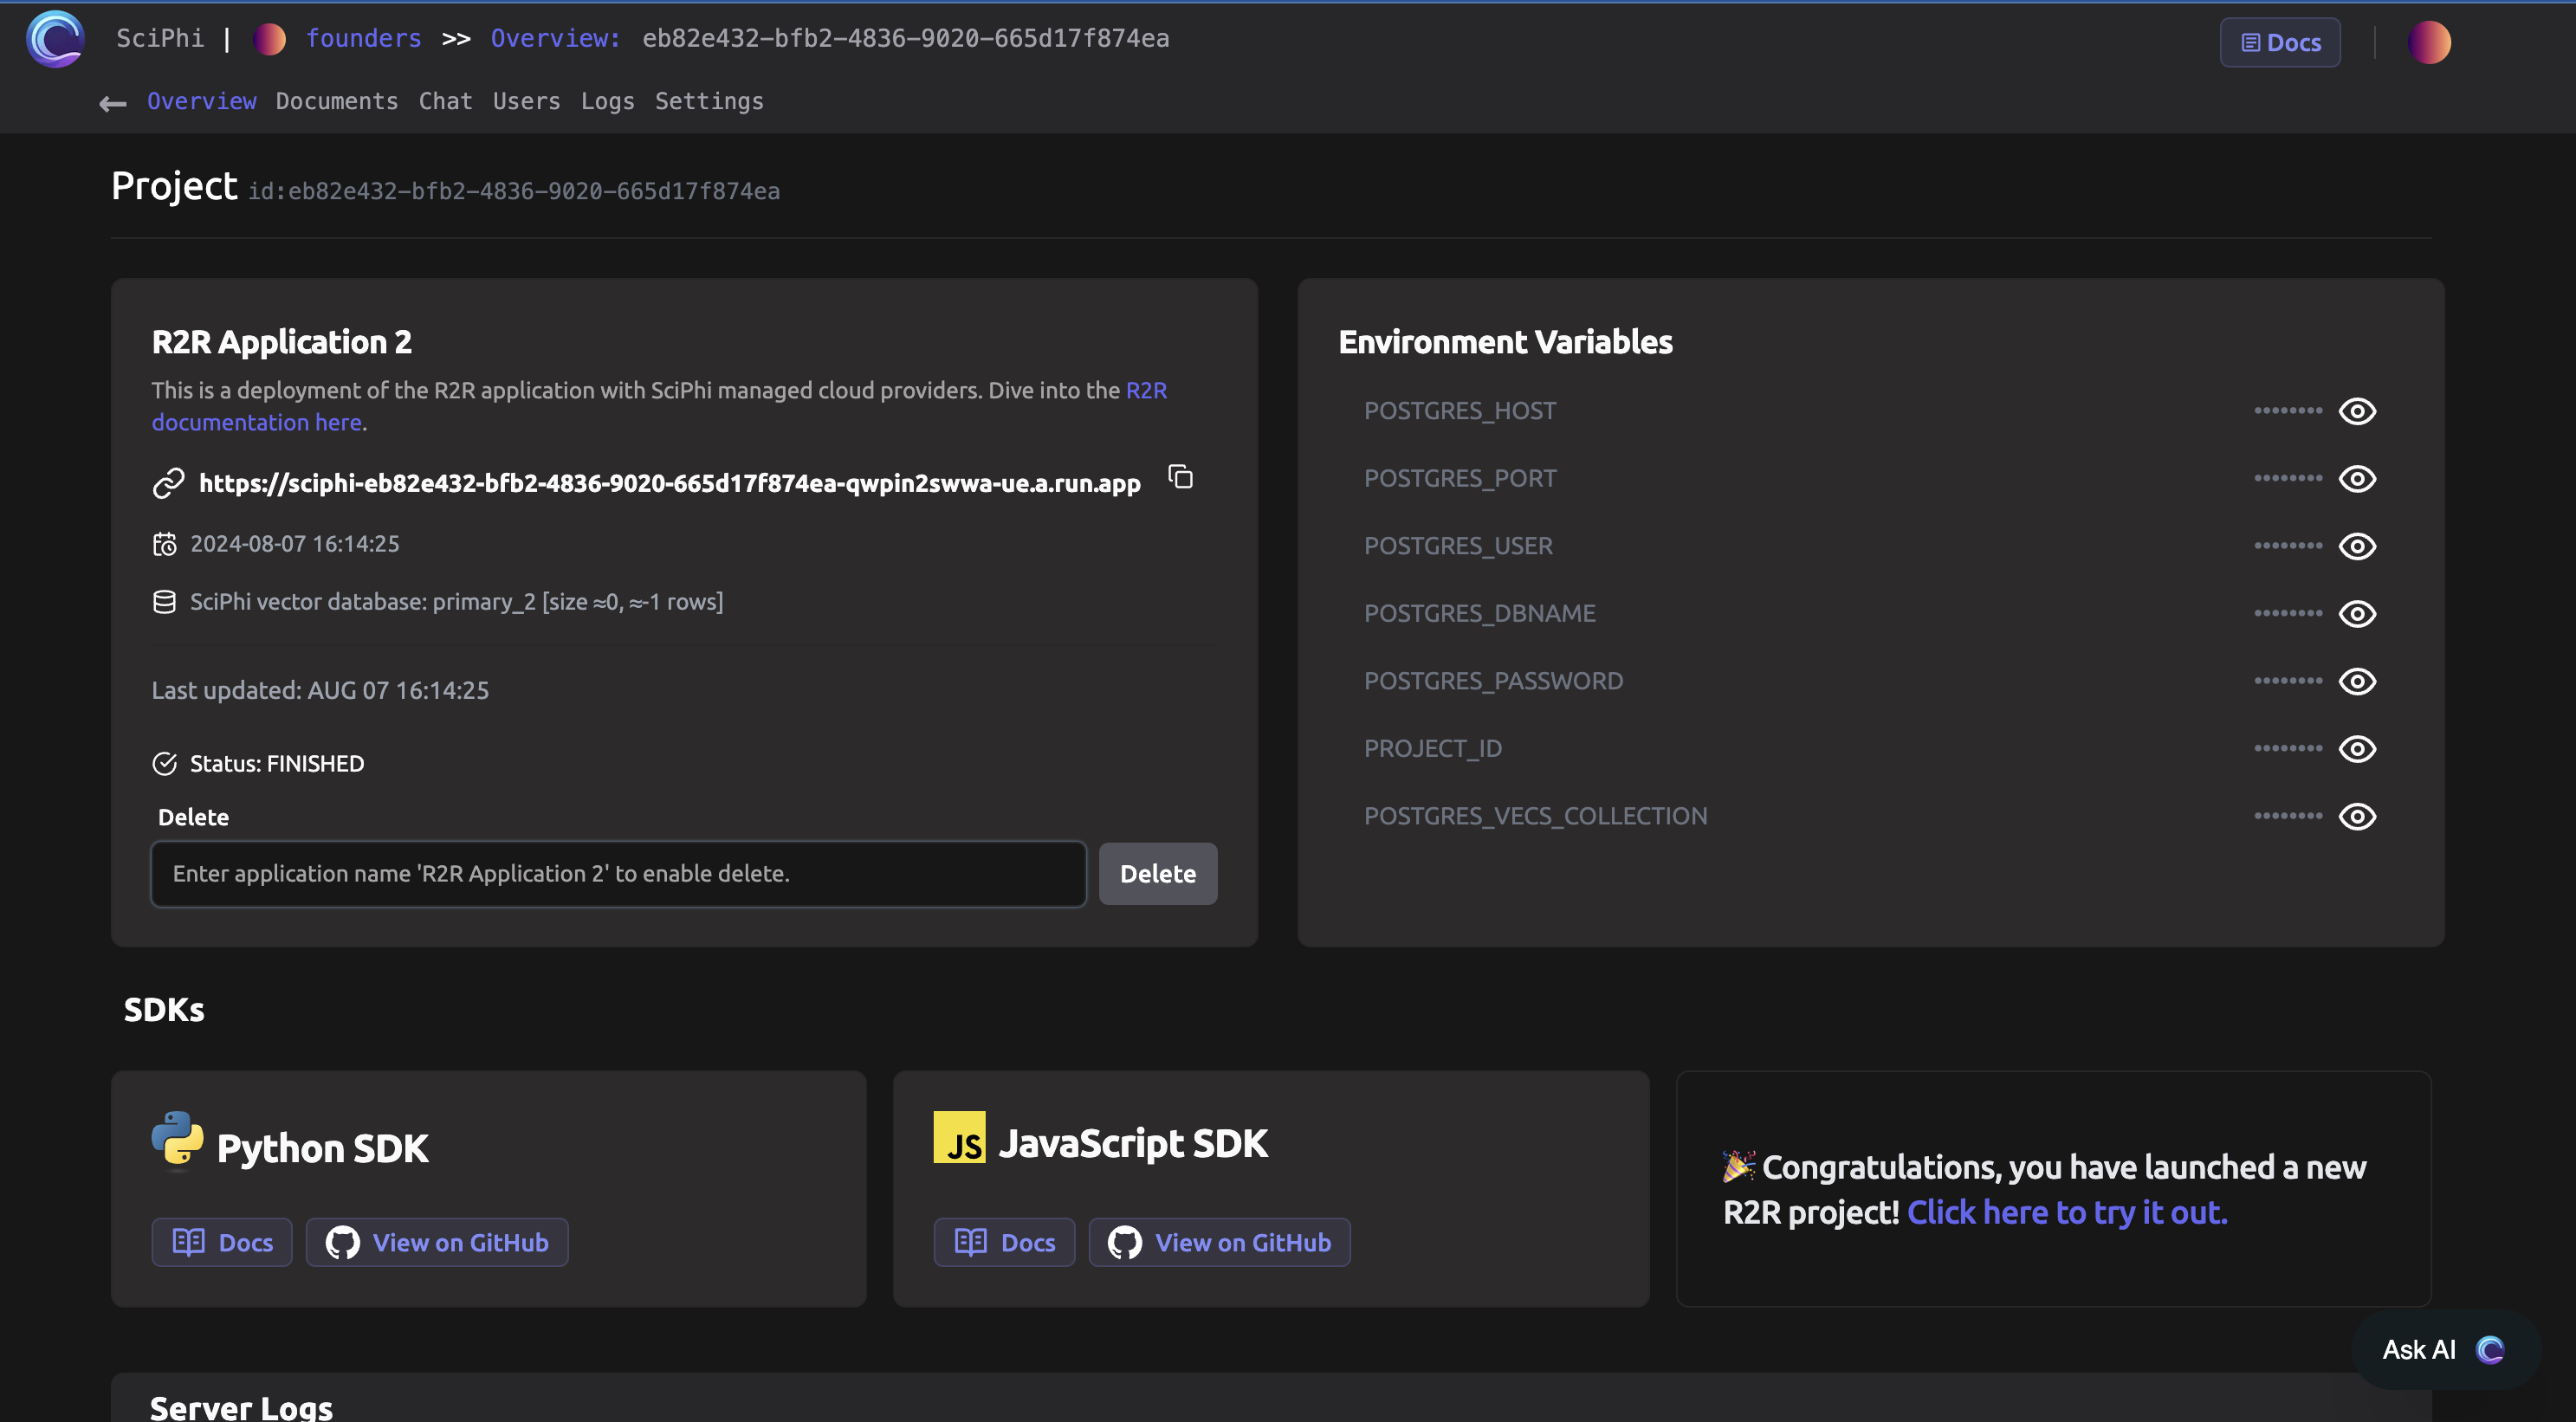 SciPhi | founders >> Overview: eb82e432-bfb2-4836-9020-665d17f874ea
Docs
Overview Documents Chat Users Logs Settings
Project id:eb82e432-bfb2-4836-9020-665d17f874ea
R2R Application 2
This is a deployment of the R2R application with SciPhi managed cloud providers. Dive into the R2R
documentation here.
https://sciphi-eb82e432-bfb2-4836-9020-665d17f874ea-qwpin2swwa-ue.a.run.app
2024-08-07 16:14:25
SciPhi vector database: primary_2 [size ≈0, ≈-1 rows]
Last updated: AUG 07 16:14:25
Status: FINISHED
Delete
Enter application name 'R2R Application 2' to enable delete.
Delete
Environment Variables
POSTGRES_HOST ••••••••
POSTGRES_PORT ••••••••
POSTGRES_USER ••••••••
POSTGRES_DBNAME ••••••••
POSTGRES_PASSWORD ••••••••
PROJECT_ID ••••••••
POSTGRES_VECS_COLLECTION ••••••••
SDKs
Python SDK
Docs
View on GitHub
JS JavaScript SDK
Docs
View on GitHub
🎉 Congratulations, you have launched a new
R2R project! Click here to try it out.
Ask AI
Server Logs